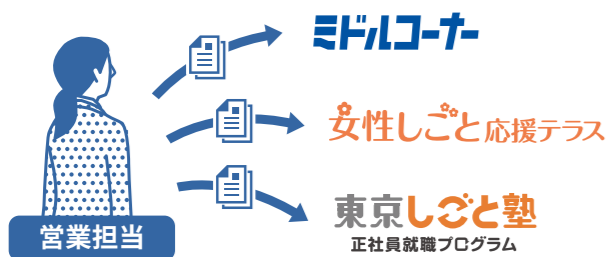 ミドルコーナー
女性しごと応援テラス
東京しごと塾
正社員就職プログラム
営業担当